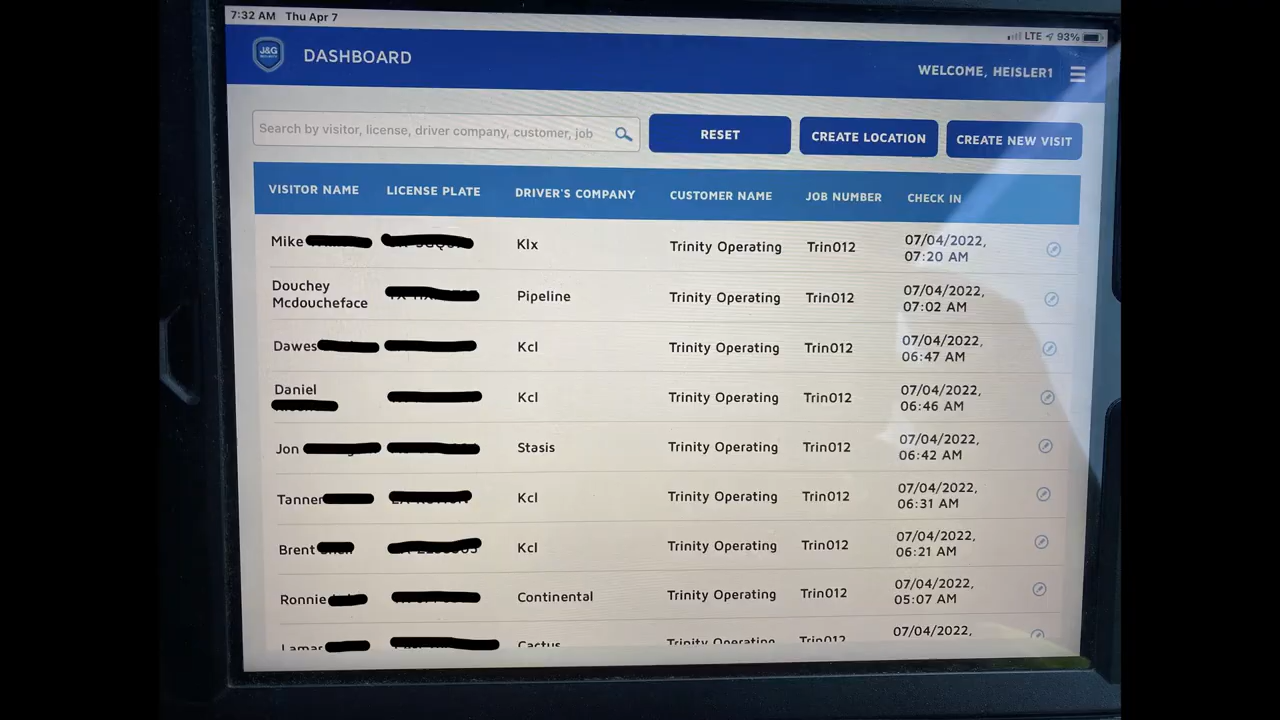 7:32 AM Thu Apr 7
LTE 93%
J&G
DASHBOARD
WELCOME, HEISLER1
Search by visitor, license, driver company, customer, job
RESET
CREATE LOCATION
CREATE NEW VISIT
VISITOR NAME LICENSE PLATE DRIVER'S COMPANY CUSTOMER NAME JOB NUMBER CHECK IN
Mike Klx Trinity Operating Trin012 07/04/2022,
07:20 AM
Douchey
Mcdoucheface Pipeline Trinity Operating Trin012 07/04/2022,
07:02 AM
Dawes Kcl Trinity Operating Trin012 07/04/2022,
06:47 AM
Daniel Kcl Trinity Operating Trin012 07/04/2022,
06:46 AM
Jon Stasis Trinity Operating Trin012 07/04/2022,
06:42 AM
Tanner Kcl Trinity Operating Trin012 07/04/2022,
06:31 AM
Brent Kcl Trinity Operating Trin012 07/04/2022,
06:21 AM
Ronnie Continental Trinity Operating Trin012 07/04/2022,
05:07 AM
Lamar Cactus Trinity Operating Trin012 07/04/2022,